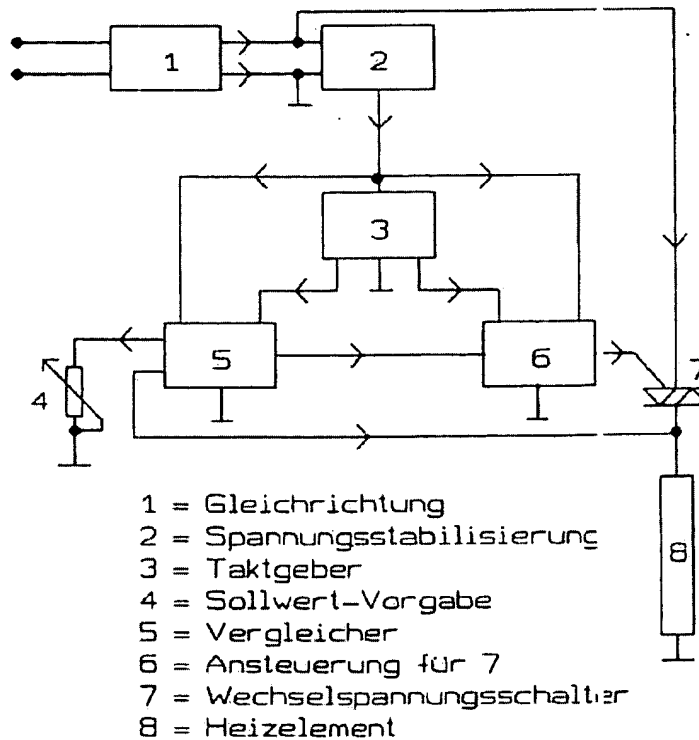 1
2
3
5
6
7
4
8
1 = Gleichrichtung
2 = Spannungsstabilisierung
3 = Taktgeber
4 = Sollwert-Vorgabe
5 = Vergleicher
6 = Ansteuerung für 7
7 = Wechselspannungsschalter
8 = Heizelement